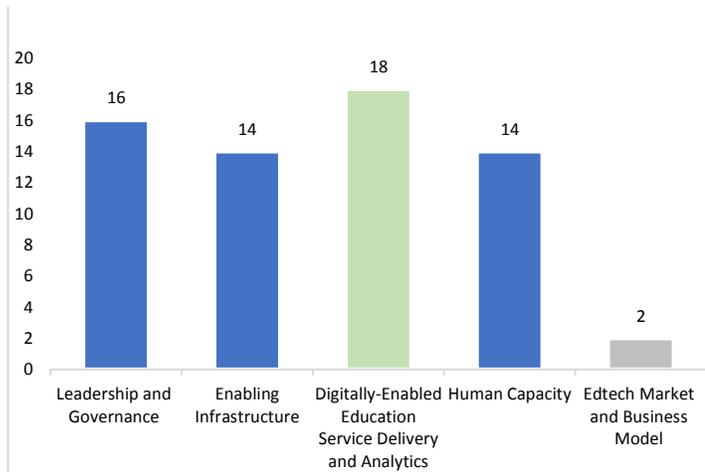 20
18
16
14
12
10
8
6
4
2
0
16
14
18
14
2
Leadership and
Governance
Enabling
Infrastructure
Digitally-Enabled
Education
Service Delivery
and Analytics
Human Capacity
Edtech Market
and Business
Model